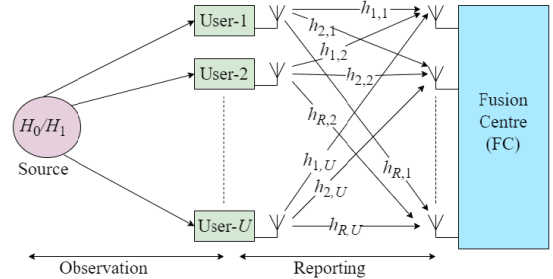 User-1
h1,1
h2,1
h1,2
User-2
h2,2
Fusion
Centre
(FC)
H0/H1
hR,2
Source
h1,U
hR,1
h2,U
User-U
hR,U
Observation
Reporting